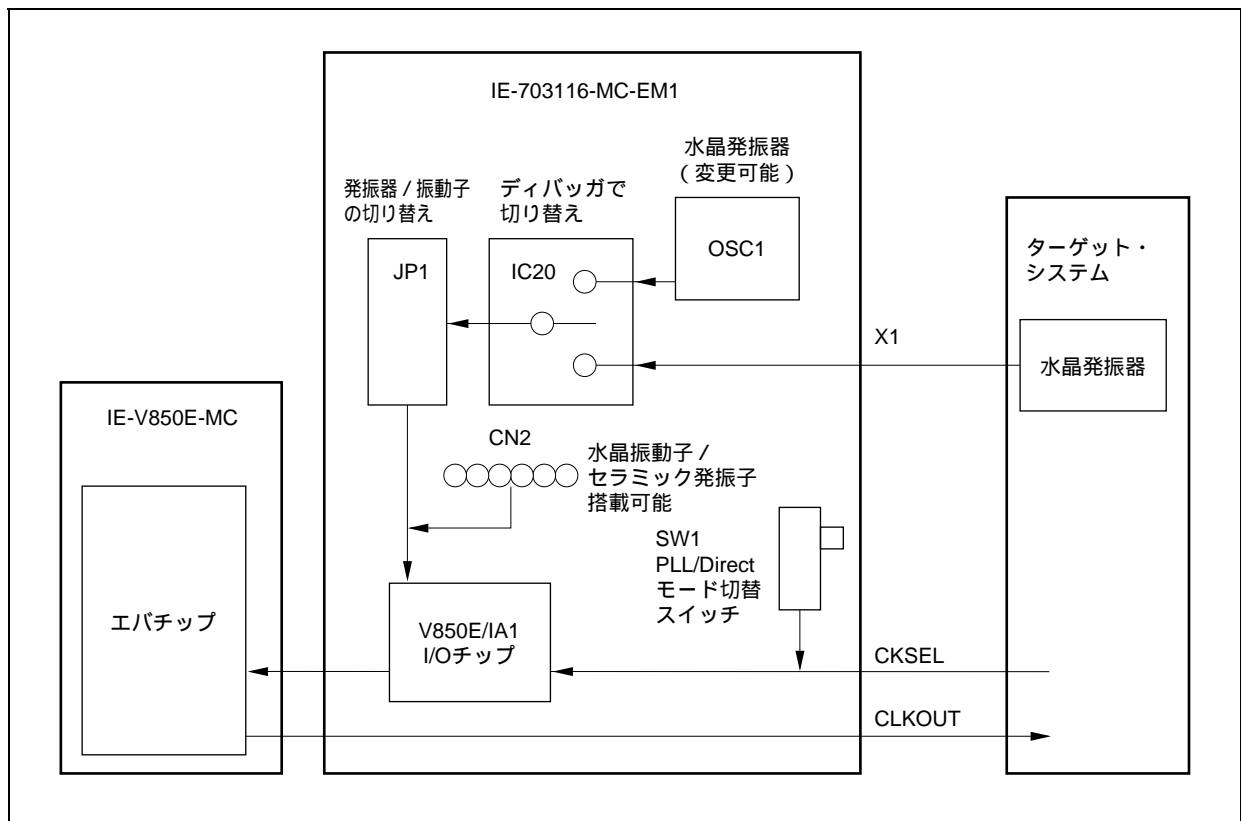 IE-703116-MC-EM1
水晶発振器
(変更可能)
発振器/振動子
の切り替え
ディバッガで
切り替え
JP1
IC20
OSC1
ターゲット・
システム
X1
水晶発振器
IE-V850E-MC
CN2
水晶振動子/
セラミック発振子
搭載可能
SW1
PLL/Direct
モード切替
スイッチ
エバチップ
V850E/IA1
I/Oチップ
CKSEL
CLKOUT